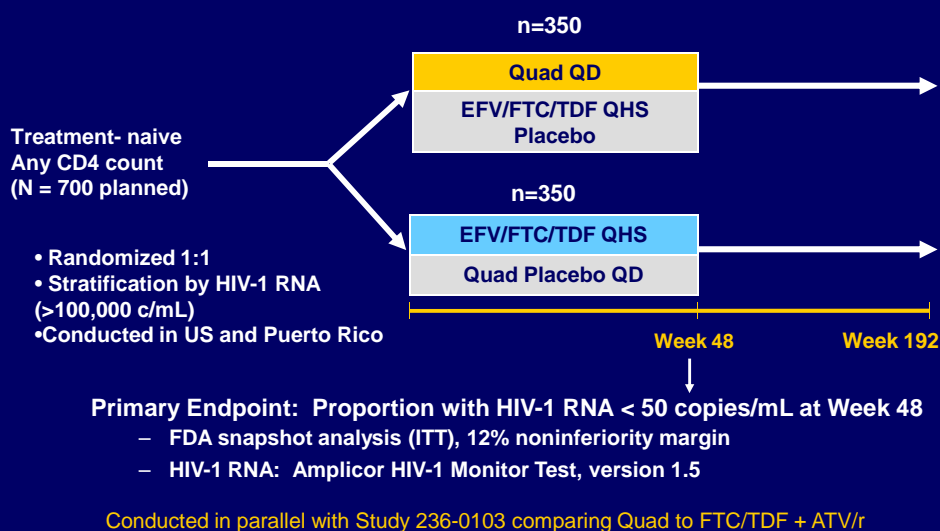 n=350
Quad QD
EFV/FTC/TDF QHS
Placebo
Treatment- naive
Any CD4 count
(N = 700 planned)
n=350
EFV/FTC/TDF QHS
Quad Placebo QD
• Randomized 1:1
• Stratification by HIV-1 RNA
(>100,000 c/mL)
•Conducted in US and Puerto Rico
Week 48
Week 192
Primary Endpoint: Proportion with HIV-1 RNA < 50 copies/mL at Week 48
– FDA snapshot analysis (ITT), 12% noninferiority margin
– HIV-1 RNA: Amplicor HIV-1 Monitor Test, version 1.5
Conducted in parallel with Study 236-0103 comparing Quad to FTC/TDF + ATV/r